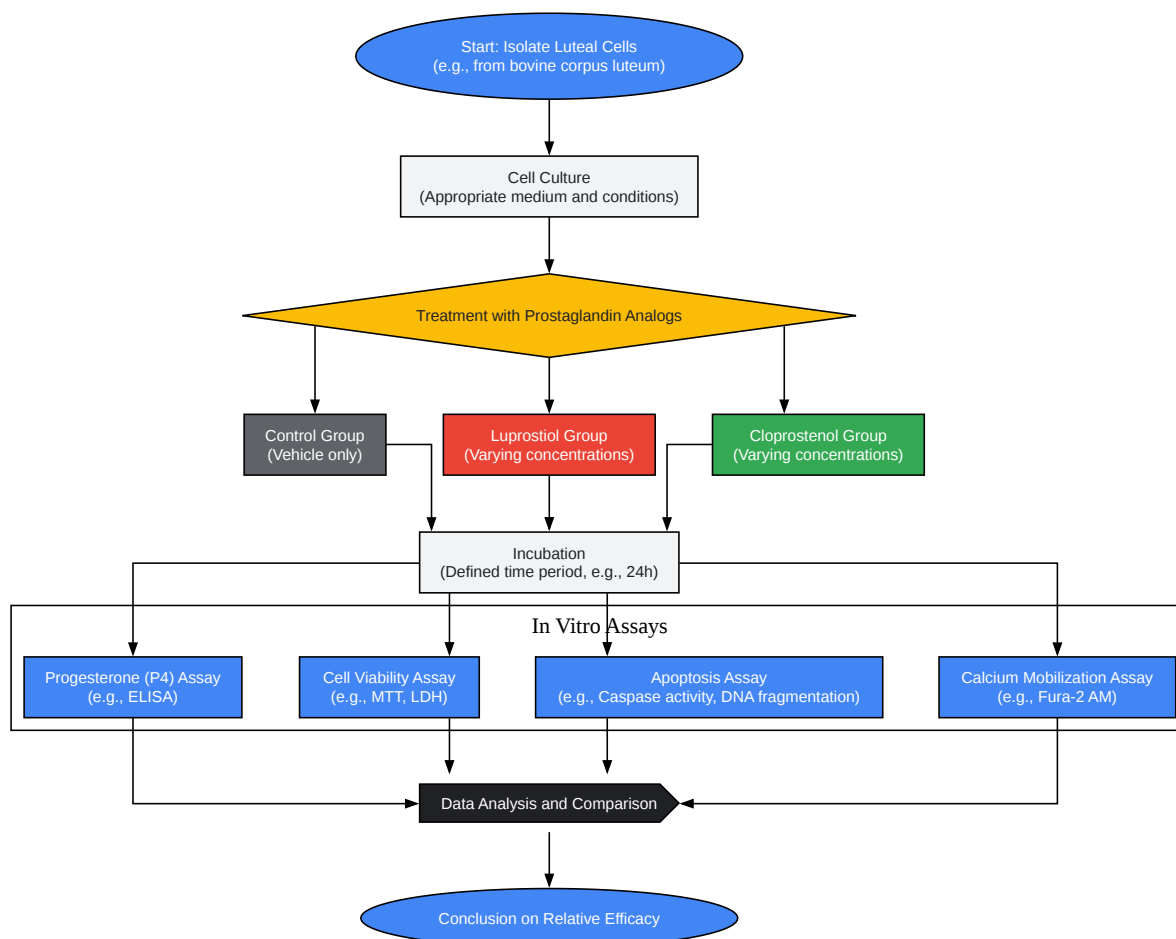 Start: Isolate Luteal Cells
(e.g., from bovine corpus luteum)
Cell Culture
(Appropriate medium and conditions)
Treatment with Prostaglandin Analogs
Control Group
(Vehicle only)
Luprostiol Group
(Varying concentrations)
Cloprostenol Group
(Varying concentrations)
Incubation
(Defined time period, e.g., 24h)
In Vitro Assays
Progesterone (P4) Assay
(e.g., ELISA)
Cell Viability Assay
(e.g., MTT, LDH)
Apoptosis Assay
(e.g., Caspase activity, DNA fragmentation)
Calcium Mobilization Assay
(e.g., Fura-2 AM)
Data Analysis and Comparison
Conclusion on Relative Efficacy